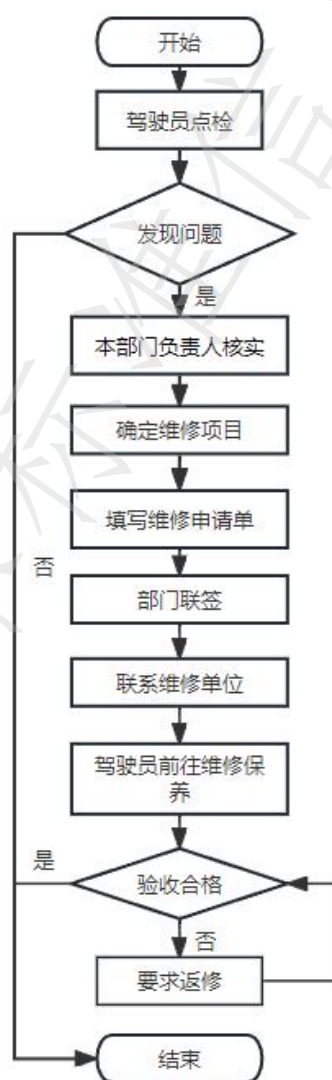 开始
驾驶员点检
发现问题
是
本部门负责人核实
确定维修项目
填写维修申请单
否
部门联签
联系维修单位
驾驶员前往维修保
养
是
验收合格
否
要求返修
结束